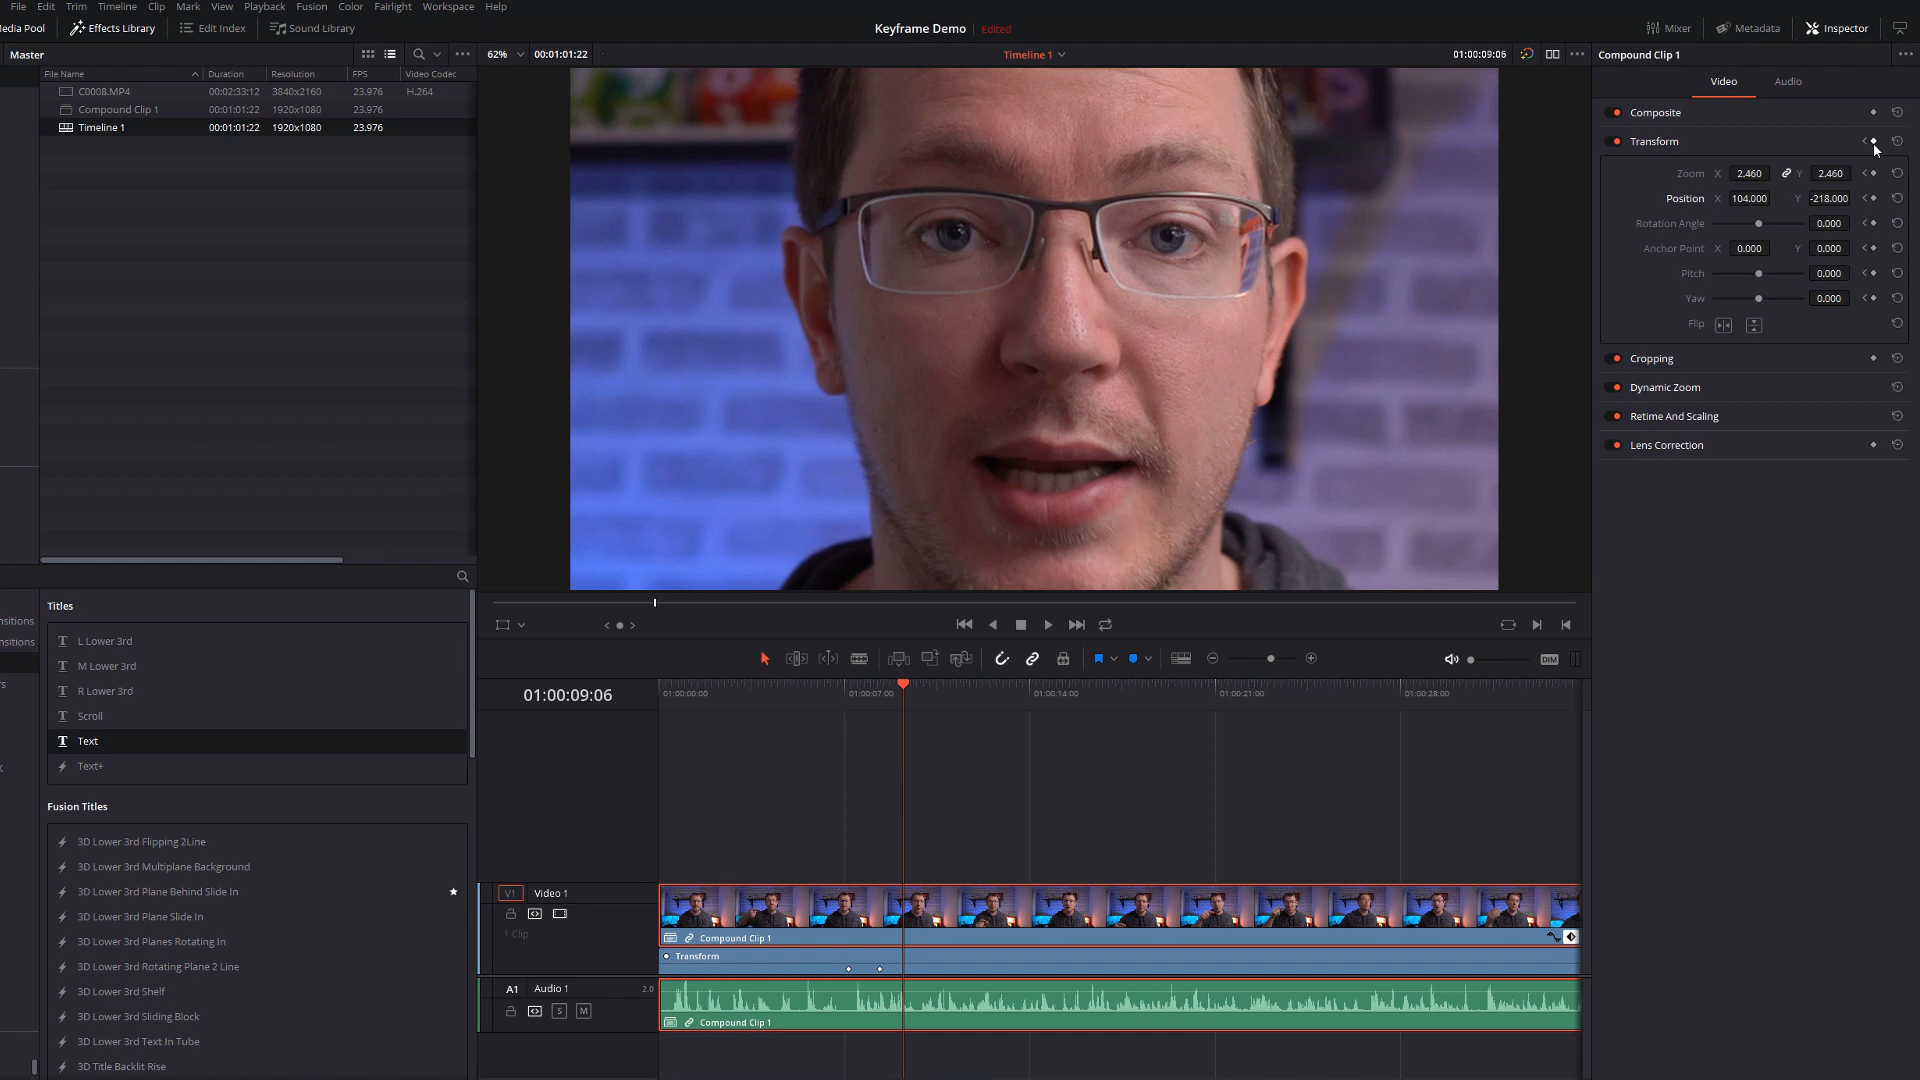 File Edit Trim Timeline Clip Mark View Playback Fusion Color Fairlight Workspace Help
edia Pool Effects Library Edit Index Sound Library Keyframe Demo Edited Mixer Metadata Inspector
Master 62% 00:01:01:22 Timeline 1 01:00:09:06 Compound Clip 1
File Name Duration Resolution FPS Video Codec
Video Audio
C0008.MP4 00:02:33:12 3840x2160 23.976 H.264
Compound Clip 1 00:01:01:22 1920x1080 23.976
Timeline 1 00:01:01:22 1920x1080 23.976
Composite
Transform
Zoom X 2.460 Y 2.460
Position X 104.000 Y -218.000
Rotation Angle 0.000
Anchor Point X 0.000 Y 0.000
Pitch 0.000
Yaw 0.000
Flip
Cropping
Dynamic Zoom
Retime And Scaling
Lens Correction
nsitions
nsitions
s
X
Titles
L Lower 3rd
M Lower 3rd
R Lower 3rd
Scroll
Text
Text+
Fusion Titles
3D Lower 3rd Flipping 2Line
3D Lower 3rd Multiplane Background
3D Lower 3rd Plane Behind Slide In
3D Lower 3rd Plane Slide In
3D Lower 3rd Planes Rotating In
3D Lower 3rd Rotating Plane 2 Line
3D Lower 3rd Shelf
3D Lower 3rd Sliding Block
3D Lower 3rd Text In Tube
3D Title Backlit Rise
DIM
01:00:09:06 01:00:00:00 01:00:07:00 01:00:14:00 01:00:21:00 01:00:28:00
V1 Video 1
1 Clip
Compound Clip 1
Transform
A1 Audio 1 2.0
S M
Compound Clip 1